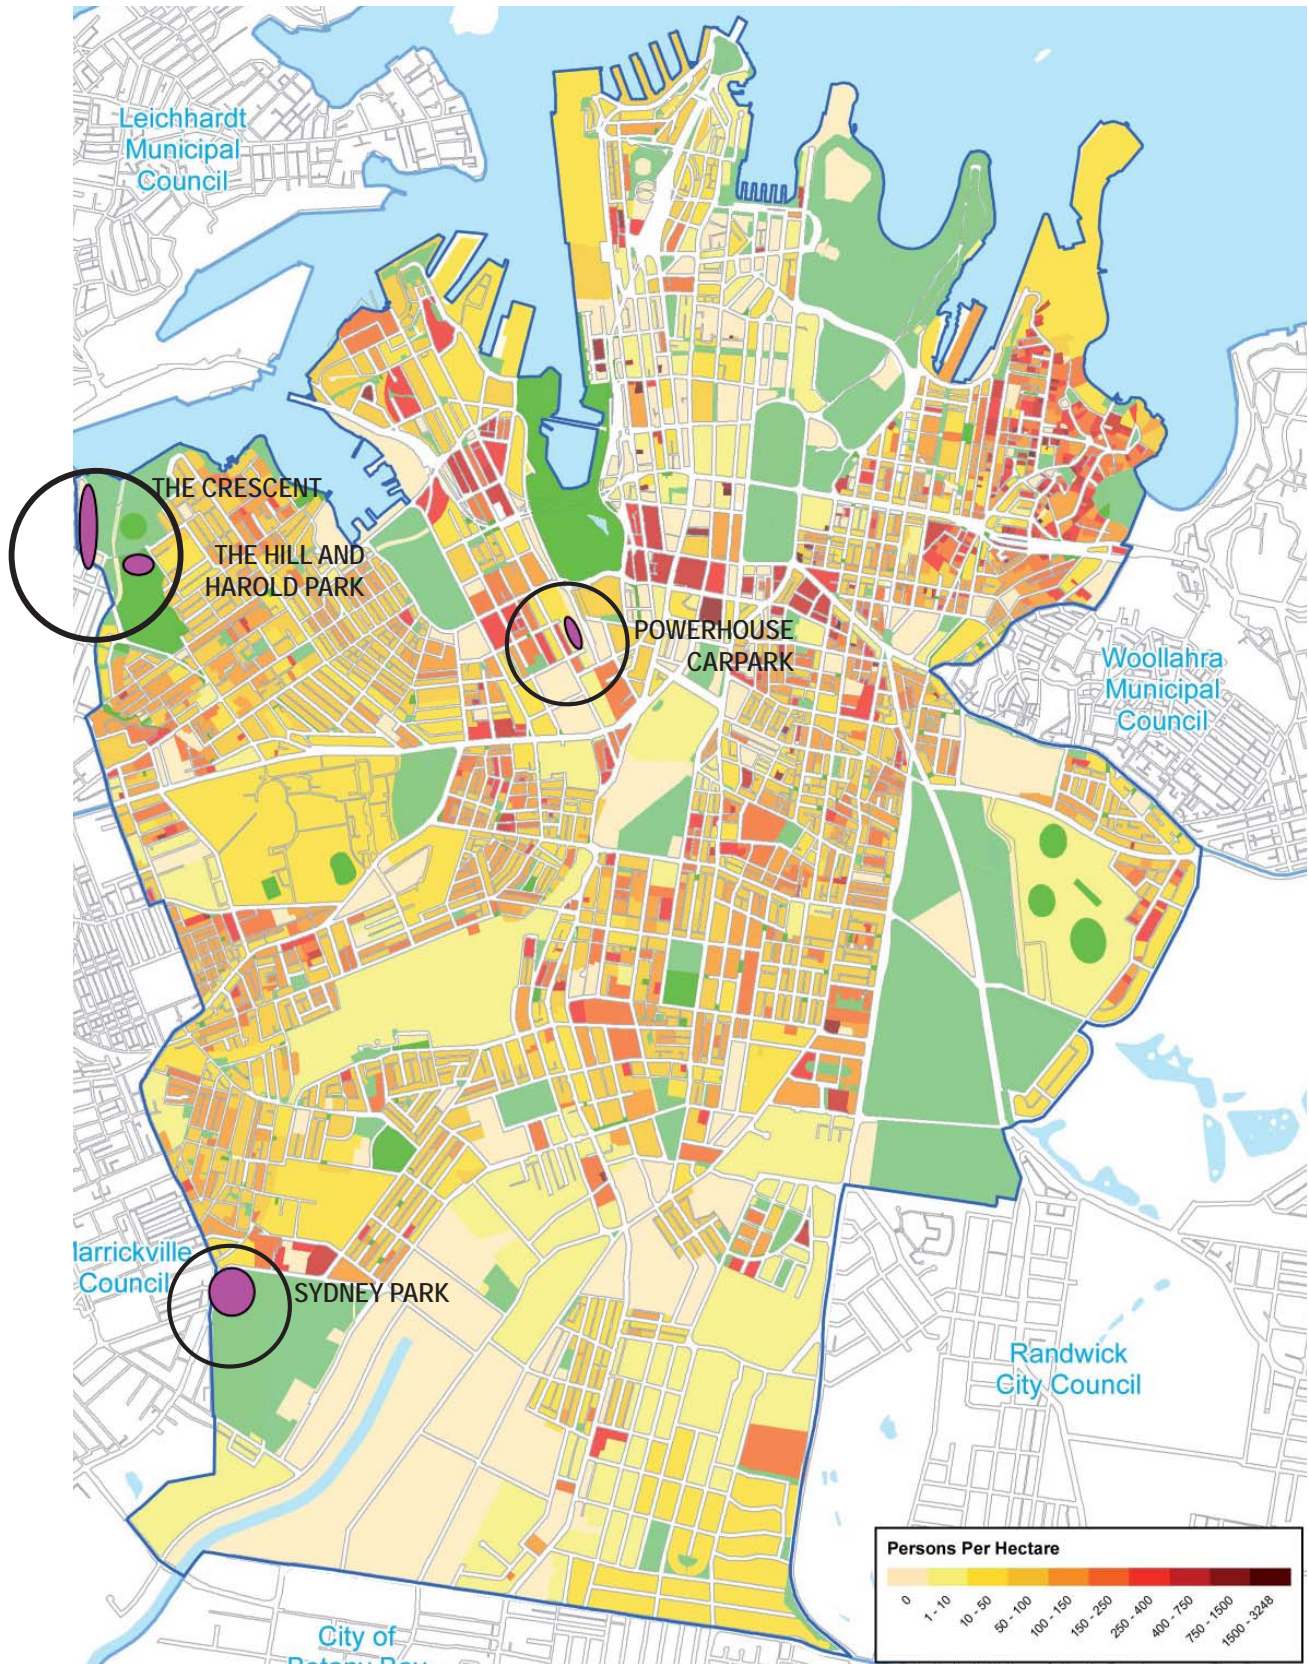 Leichhardt
Municipal
Council
THE CRESCENT
THE HILL AND
HAROLD PARK
POWERHOUSE
CARPARK
Woollahra
Municipal
Council
larrickville
Council
SYDNEY PARK
Randwick
City Council
Persons Per Hectare
0
1 - 10
10 - 50
50 - 100
100 - 150
150 - 250
250 - 400
400 - 750
750 - 1500
1500 - 3248
City of
Botany Bay